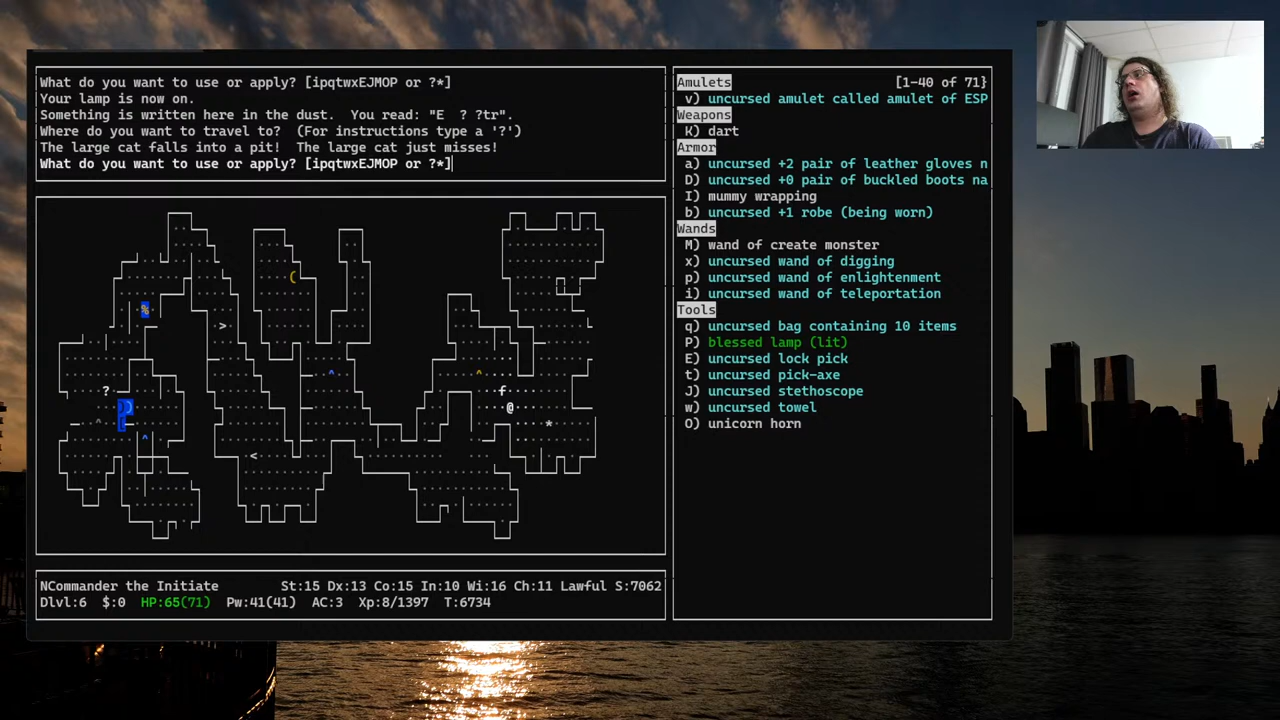 What do you want to use or apply? [ipqtwxEJMOP or ?*]
Your lamp is now on.
Something is written here in the dust.  You read: "E  ? ?tr".
Where do you want to travel to?  (For instructions type a '?')
The large cat falls into a pit!  The large cat just misses!
What do you want to use or apply? [ipqtwxEJMOP or ?*]
NCommander the Initiate St:15 Dx:13 Co:15 In:10 Wi:16 Ch:11 Lawful S:7062
Dlvl:6 $:0 HP:65(71) Pw:41(41) AC:3 Xp:8/1397 T:6734
Amulets [1-40 of 71}
v) uncursed amulet called amulet of ESP
Weapons
K) dart
Armor
a) uncursed +2 pair of leather gloves n
D) uncursed +0 pair of buckled boots na
I) mummy wrapping
b) uncursed +1 robe (being worn)
Wands
M) wand of create monster
x) uncursed wand of digging
p) uncursed wand of enlightenment
i) uncursed wand of teleportation
Tools
q) uncursed bag containing 10 items
P) blessed lamp (lit)
E) uncursed lock pick
t) uncursed pick-axe
J) uncursed stethoscope
w) uncursed towel
O) unicorn horn